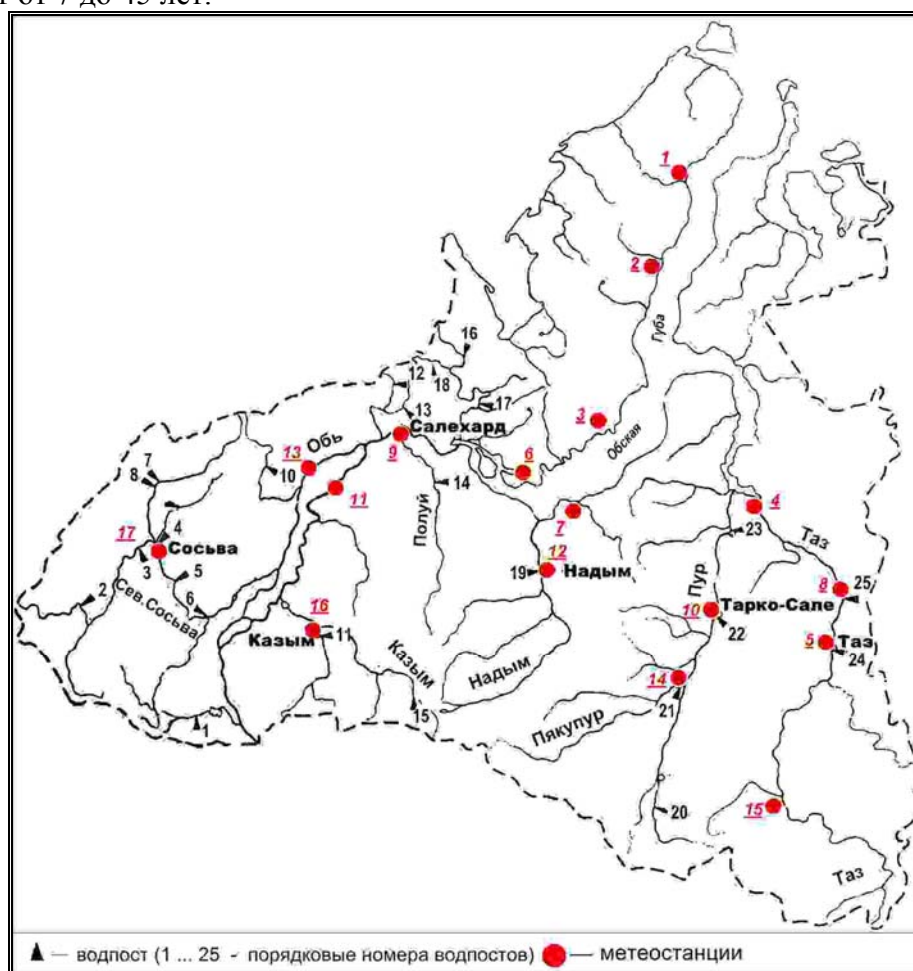 от 7 до 45 лет.
1
2
Губа
16
12
18
17
13
3
Салехард
9
Обь
13
Обская
6
10
11
14
7
8
7
4
Полуй
23
17
4
Сосьва
3
5
12
19
Надым
Таз
Пур
8
25
2
Сев.Сосьва
6
16
10
Тарко-Сале
22
Казым
11
5
Таз
24
Казым
Надым
14
21
1
15
Пякупур
20
15
Таз
— водпост (1 ... 25 - порядковые номера водпостов) — метеостанции